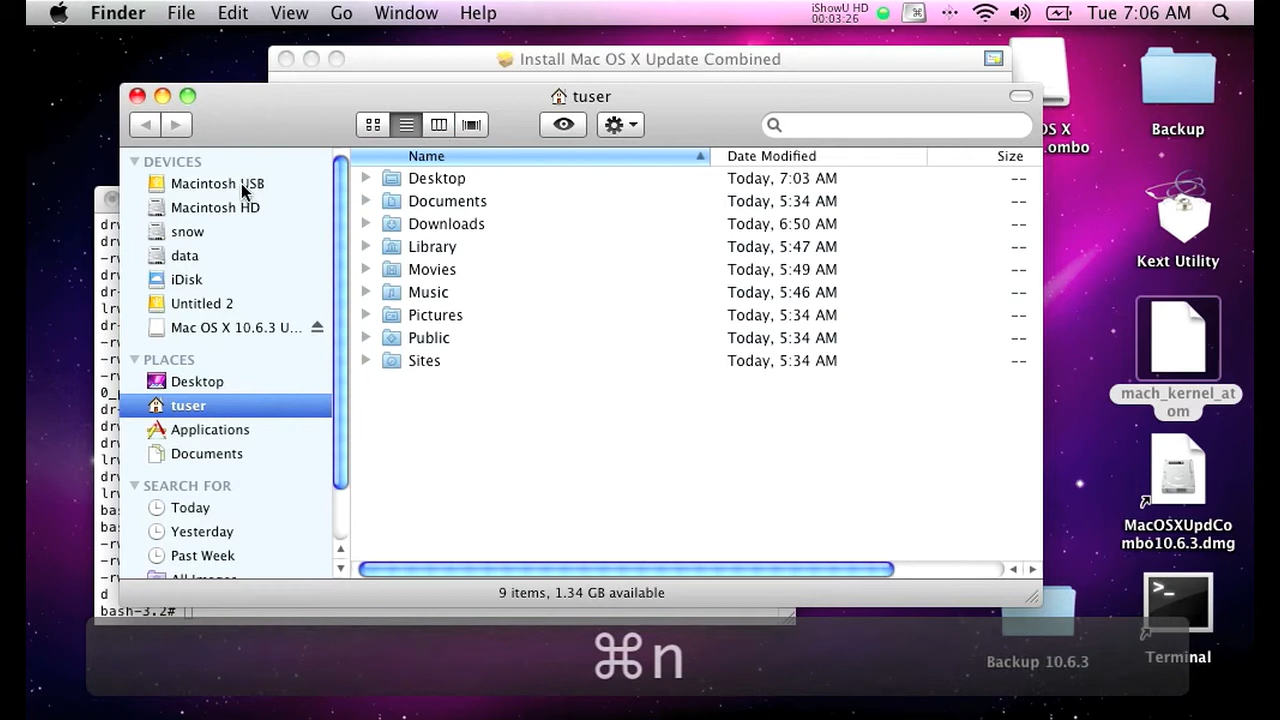 Finder File Edit View Go Window Help
iShowU HD
00:03:26
Tue 7:06 AM
Install Mac OS X Update Combined
tuser
Name Date Modified Size
DEVICES
Macintosh USB
Macintosh HD
snow
data
iDisk
Untitled 2
Mac OS X 10.6.3 U...
PLACES
Desktop
tuser
Applications
Documents
SEARCH FOR
Today
Yesterday
Past Week
All Images
Desktop Today, 7:03 AM --
Documents Today, 5:34 AM --
Downloads Today, 6:50 AM --
Library Today, 5:47 AM --
Movies Today, 5:49 AM --
Music Today, 5:46 AM --
Pictures Today, 5:34 AM --
Public Today, 5:34 AM --
Sites Today, 5:34 AM --
9 items, 1.34 GB available
bash-3.2#
⌘n
OS X
ombo
Backup
Kext Utility
mach_kernel_at
om
MacOSXUpdCo
mbo10.6.3.dmg
Backup 10.6.3
Terminal